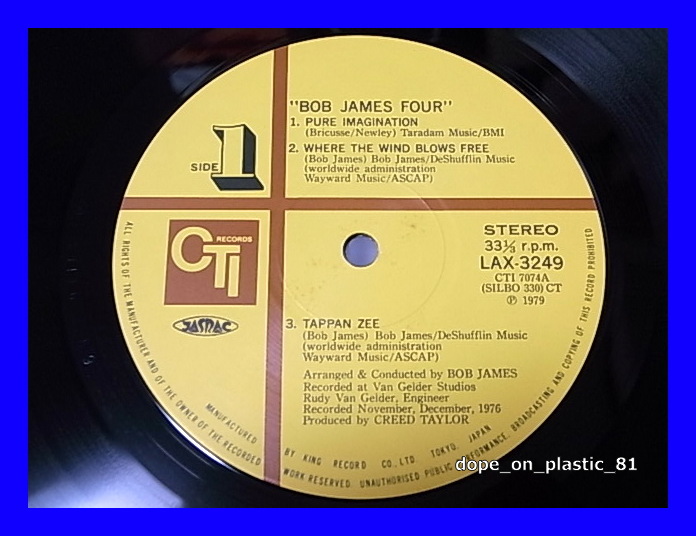 "BOB JAMES FOUR"
1. PURE IMAGINATION
(Bricusse/Newley) Taradam Music/BMI
2. WHERE THE WIND BLOWS FREE
(Bob James) Bob James/DeShufflin Music
(worldwide administration
Wayward Music/ASCAP)
SIDE 1
CTI RECORDS
STEREO
33⅓ r.p.m.
LAX-3249
CTI 7074A
(SILBO 330) CT
℗ 1979
JASRAC
3. TAPPAN ZEE
(Bob James) Bob James/DeShufflin Music
(worldwide administration
Wayward Music/ASCAP)
Arranged & Conducted by BOB JAMES
Recorded at Van Gelder Studios
Rudy Van Gelder, Engineer
Recorded November, December, 1976
Produced by CREED TAYLOR
MANUFACTURED BY KING RECORD CO., LTD. TOKYO, JAPAN
ALL RIGHTS OF THE MANUFACTURER AND OF THE OWNER OF THE RECORDED WORK RESERVED. UNAUTHORISED PUBLIC PERFORMANCE, BROADCASTING AND COPYING OF THIS RECORD PROHIBITED
dope_on_plastic_81